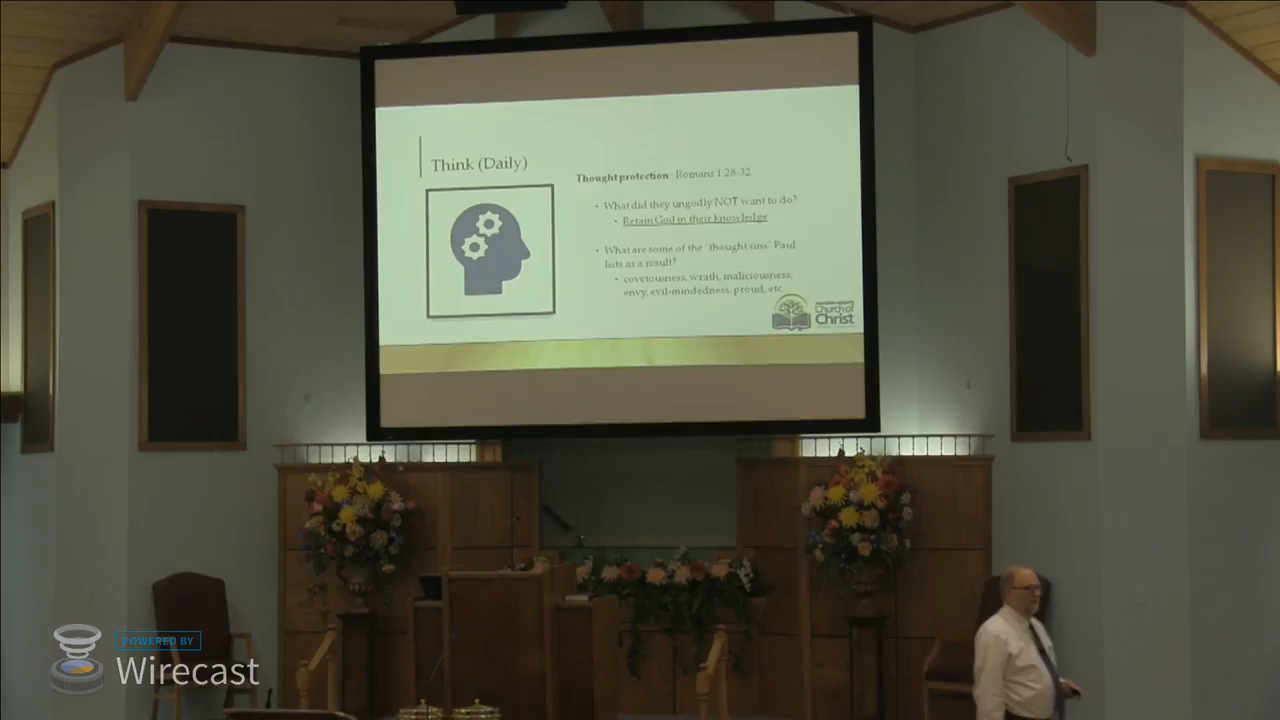 Think (Daily)
Thought protection - Romans 1:28-32
• What did they ungodly NOT want to do?
• Retain God in their knowledge
• What are some of the "thought sins" Paul
lists as a result?
• covetousness, wrath, maliciousness,
envy, evil-mindedness, proud, etc.
Church of
Christ
POWERED BY
Wirecast